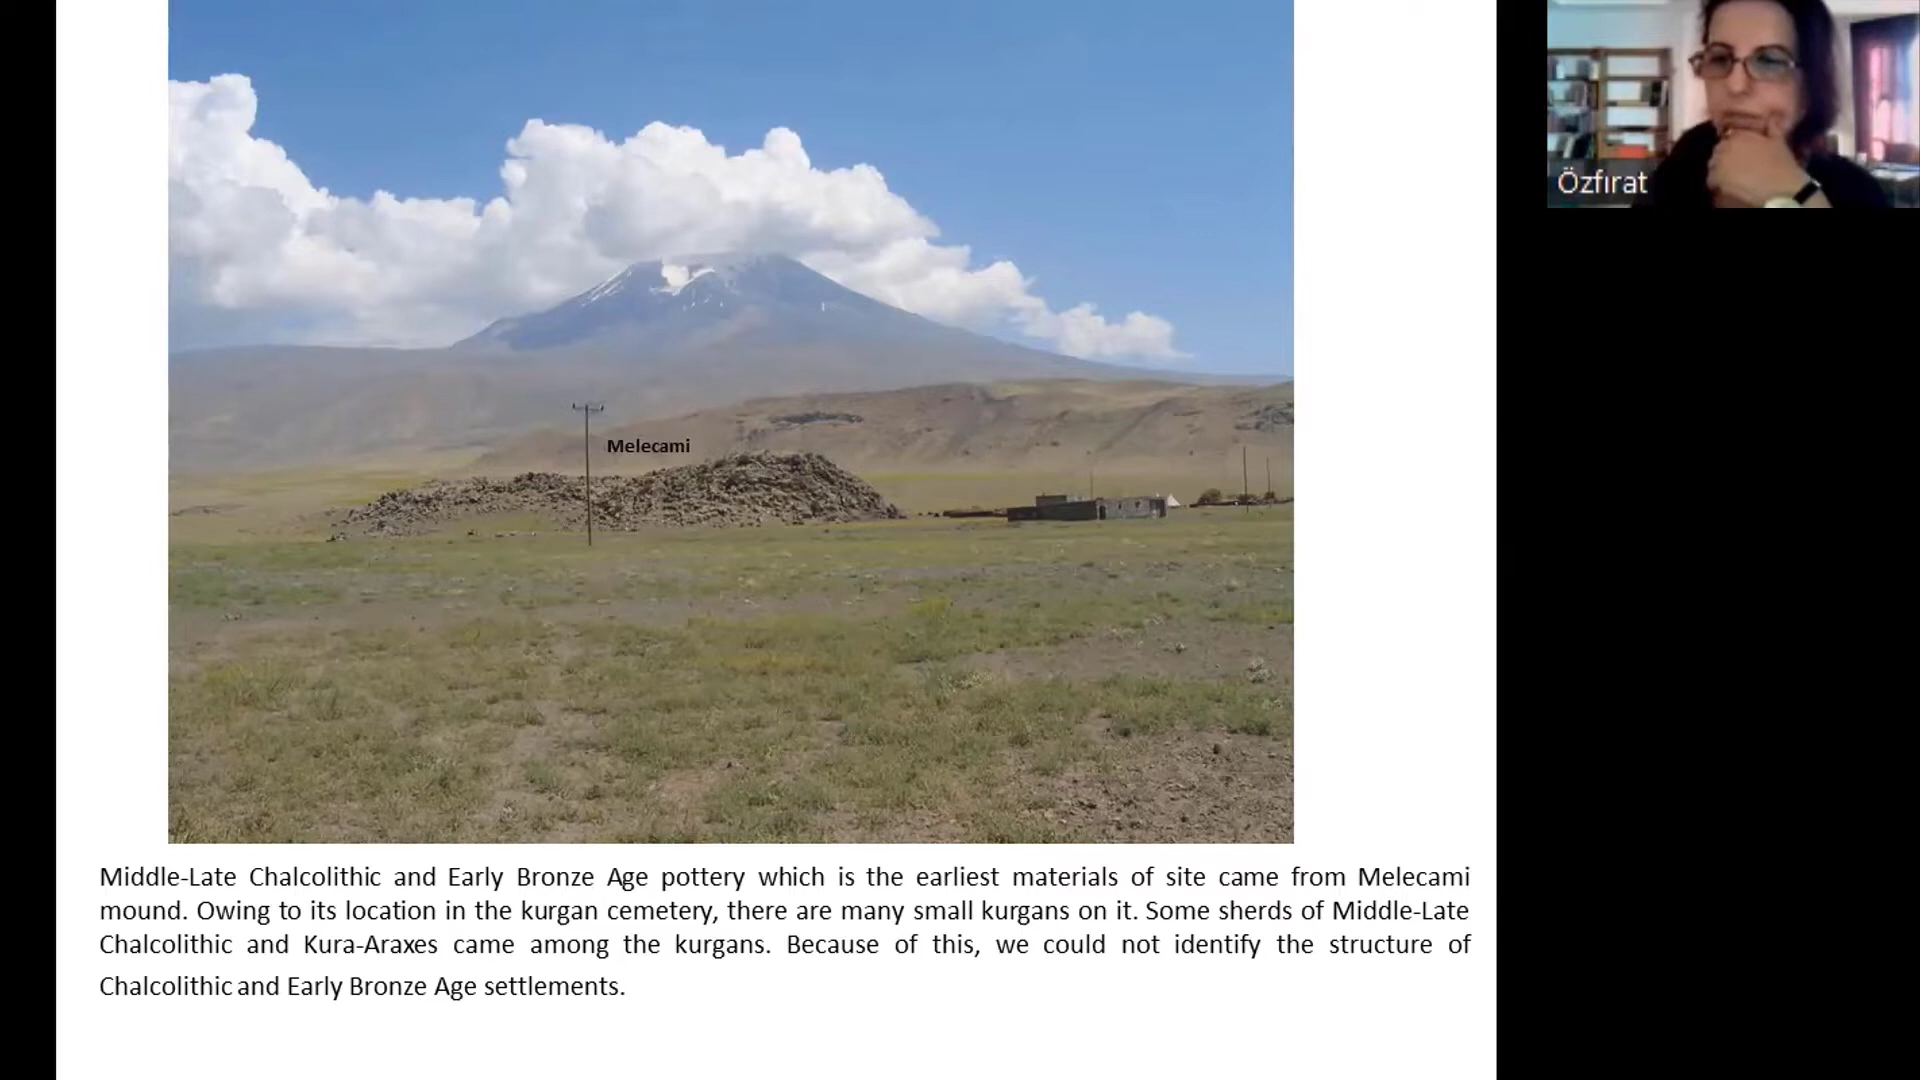 Özfırat
Melecami
Middle-Late Chalcolithic and Early Bronze Age pottery which is the earliest materials of site came from Melecami
mound. Owing to its location in the kurgan cemetery, there are many small kurgans on it. Some sherds of Middle-Late
Chalcolithic and Kura-Araxes came among the kurgans. Because of this, we could not identify the structure of
Chalcolithic and Early Bronze Age settlements.